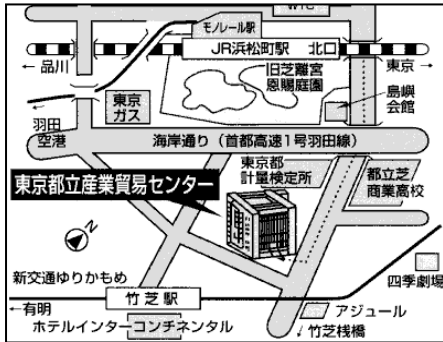 WTC
モノレール駅
JR浜松町駅 北口
←品川
東京→
旧芝離宮
恩賜庭園
島嶼
会館
東京
ガス
←
羽田
空港
海岸通り（首都高速1号羽田線）
東京都
計量検定所
都立芝
商業高校
東京都立産業貿易センター
N
新交通ゆりかもめ
四季劇場
←有明
竹芝駅
アジュール
ホテルインターコンチネンタル
↓竹芝桟橋